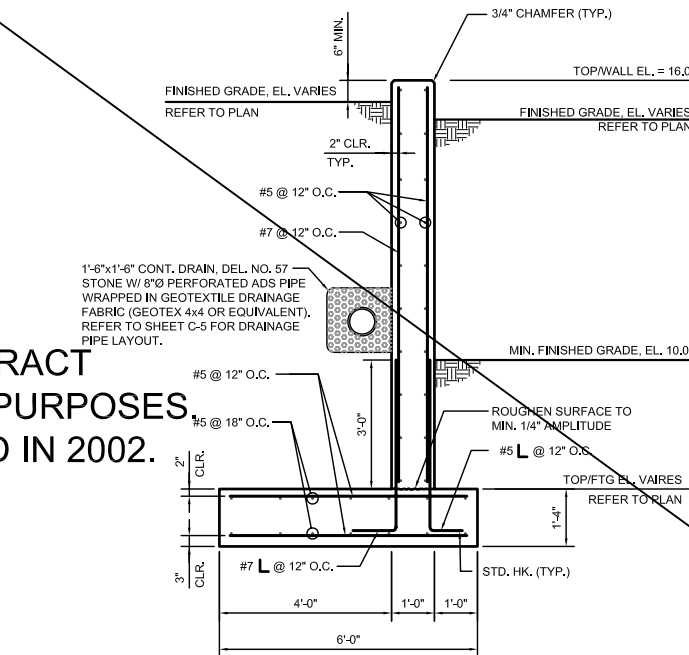 3/4" CHAMFER (TYP.)
6" MIN.
TOP/WALL EL. = 16.0
FINISHED GRADE, EL. VARIES
REFER TO PLAN
FINISHED GRADE, EL. VARIES
REFER TO PLAN
2" CLR.
TYP.
#5 @ 12" O.C.
#7 @ 12" O.C.
1'-6"x1'-6" CONT. DRAIN, DEL. NO. 57
STONE W/ 8"Ø PERFORATED ADS PIPE
WRAPPED IN GEOTEXTILE DRAINAGE
FABRIC (GEOTEX 4x4 OR EQUIVALENT).
REFER TO SHEET C-5 FOR DRAINAGE
PIPE LAYOUT.
MIN. FINISHED GRADE, EL. 10.0
RACT
PURPOSES,
IN 2002.
#5 @ 12" O.C.
#5 @ 18" O.C.
3'-0"
ROUGHEN SURFACE TO
MIN. 1/4" AMPLITUDE
#5 L @ 12" O.C.
2"
CLR.
TOP/FTG EL. VAIRES
REFER TO PLAN
1'-4"
3"
CLR.
#7 L @ 12" O.C.
STD. HK. (TYP.)
4'-0"
1'-0"
1'-0"
6'-0"